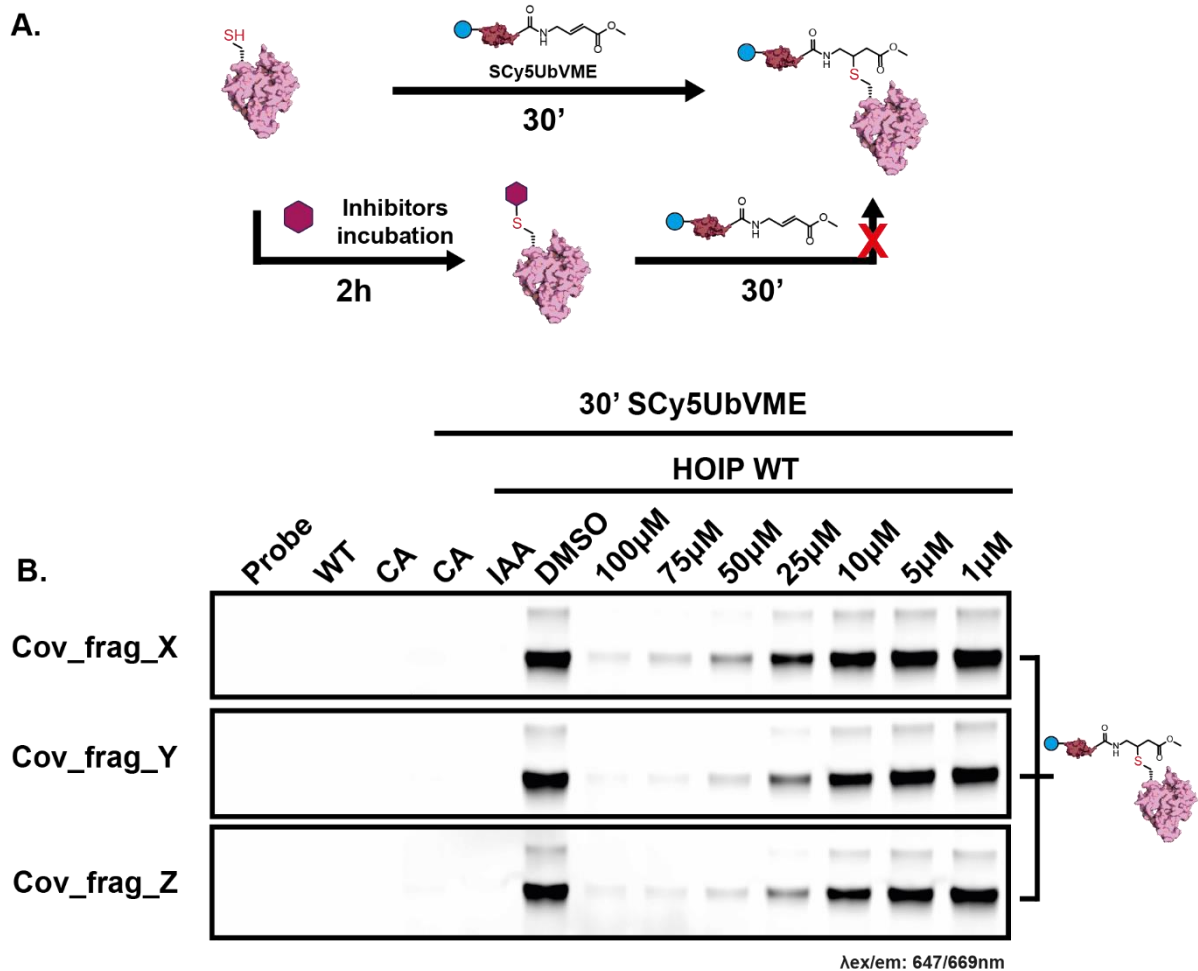 A.
SH
O
N
H
O
O
SCy5UbVME
30’
O
N
H
S
O
O
Inhibitors
incubation
2h
S
O
N
H
O
O
X
30’
30’ SCy5UbVME
HOIP WT
Probe WT CA CA IAA DMSO 100μM 75μM 50μM 25μM 10μM 5μM 1μM
B.
Cov_frag_X
Cov_frag_Y
O
N
H
S
O
O
Cov_frag_Z
λex/em: 647/669nm